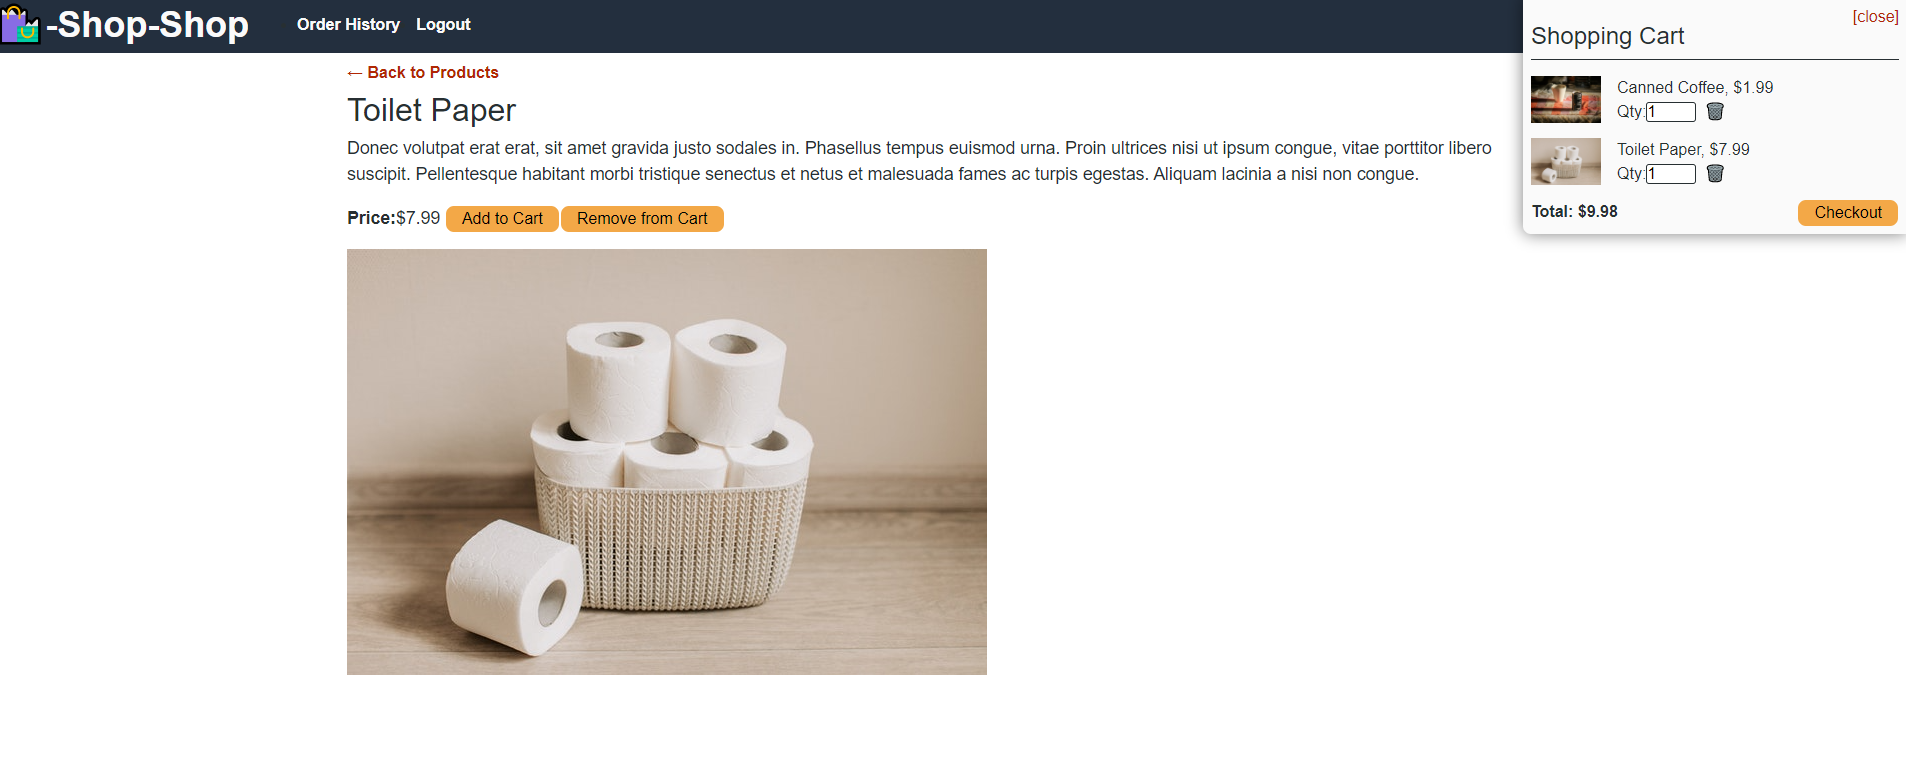 -Shop-Shop
Order History
Logout
← Back to Products
Toilet Paper
Donec volutpat erat erat, sit amet gravida justo sodales in. Phasellus tempus euismod urna. Proin ultrices nisi ut ipsum congue, vitae porttitor libero
suscipit. Pellentesque habitant morbi tristique senectus et netus et malesuada fames ac turpis egestas. Aliquam lacinia a nisi non congue.
Price:$7.99
Add to Cart
Remove from Cart
[close]
Shopping Cart
Canned Coffee, $1.99
Qty:1
Toilet Paper, $7.99
Qty:1
Total: $9.98
Checkout